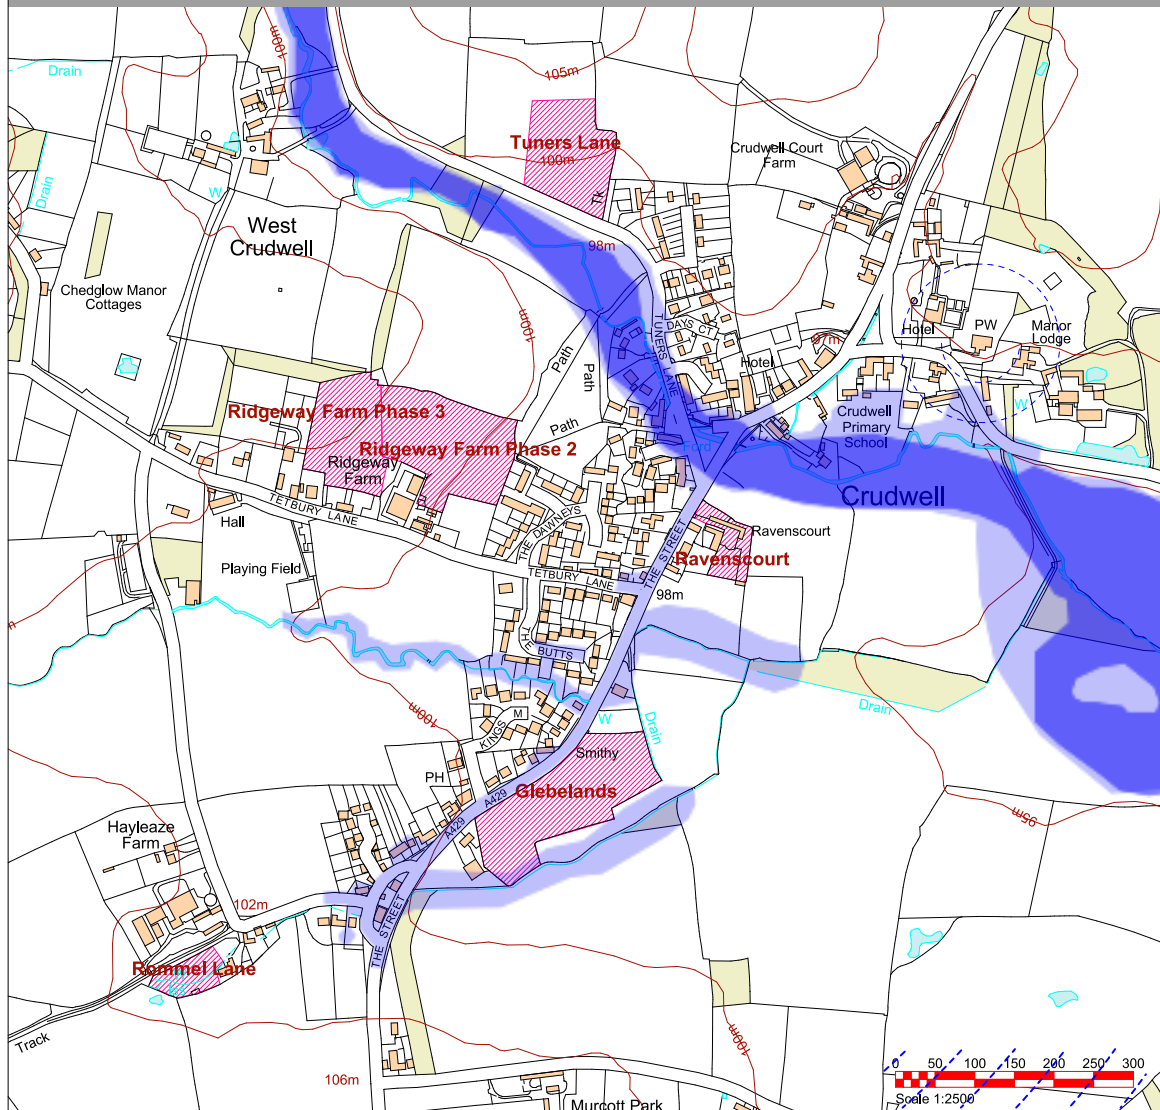 100m
Drain
105m
Tuners Lane
100m
Crudwell Court
Farm
Drain
W
Tk
West
Crudwell
98m
Chedglow Manor
Cottages
100m
TUNERS LANE
DAYS CT
Hotel
97m
Hotel
PW
Manor
Lodge
Path
Path
W
Ridgeway Farm Phase 3
Path
Crudwell
Primary
School
Ridgeway Farm Phase 2
Ford
Ridgeway
Farm
Crudwell
TETBURY LANE
Hall
THE DAWNEYS
THE STREET
Ravenscourt
Ravenscourt
Playing Field
TETBURY LANE
98m
m
THE
BUTTS
100m
M
KINGS
W
Drain
Drain
Smithy
PH
Glebelands
A429
A429
95m
Hayleaze
Farm
102m
THE STREET
Rommel Lane
Track
100m
106m
0 50 100 150 200 250 300
Scale 1:2500
Murcott Park